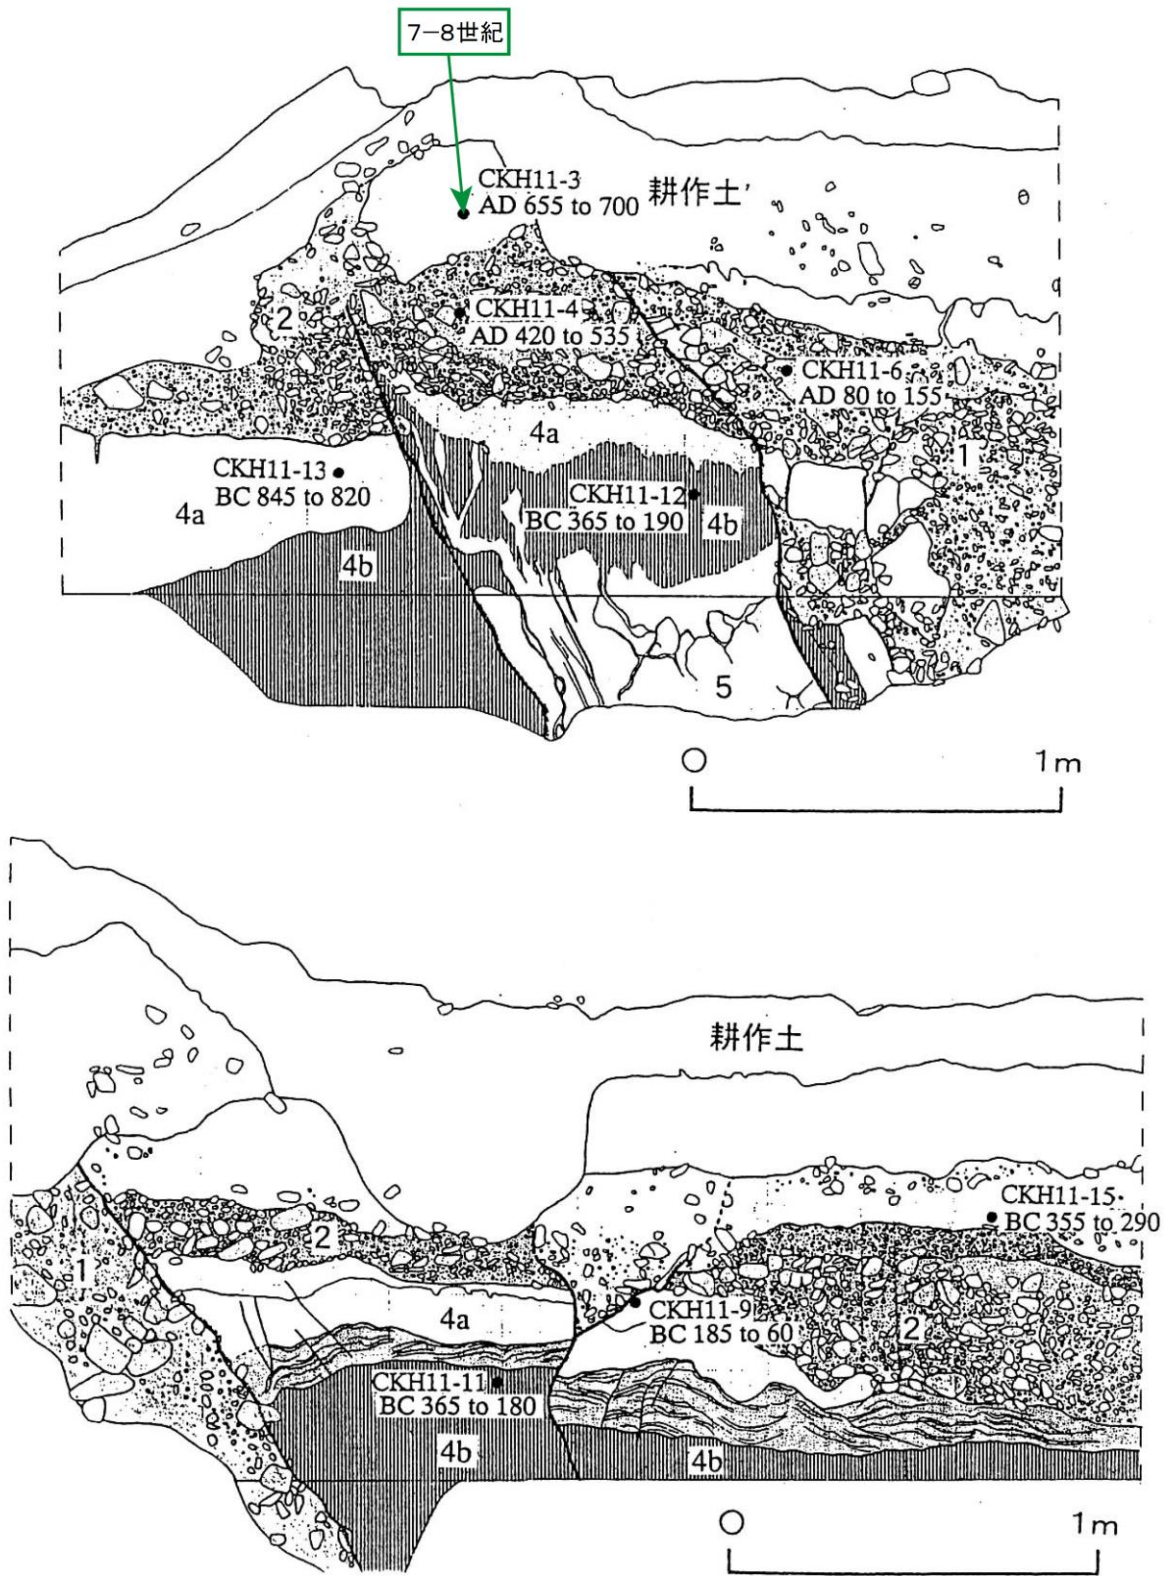 7-8世紀
CKH11-3
AD 655 to 700
耕作土
2
CKH11-4
AD 420 to 535
CKH11-6
AD 80 to 155
4a
1
CKH11-13
BC 845 to 820
CKH11-12
BC 365 to 190
4b
4a
4b
5
0 1m
耕作土
CKH11-15
BC 355 to 290
2
1
CKH11-9
BC 185 to 60
4a
2
CKH11-11
BC 365 to 180
4b
4b
0 1m